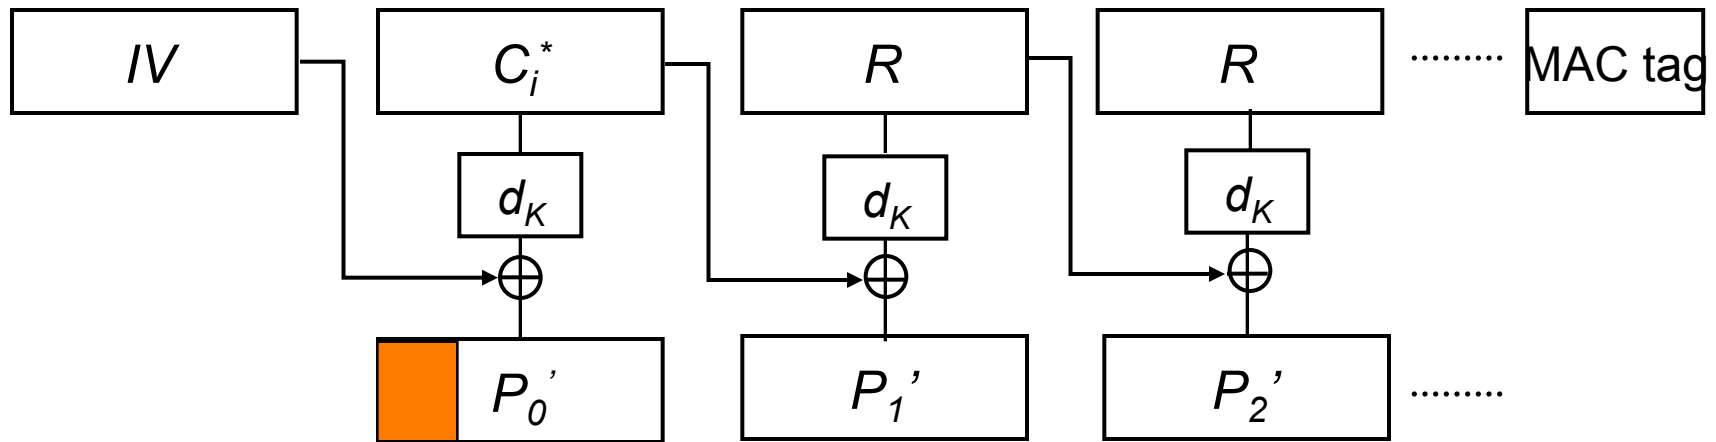 IV C_i^* R R ........ MAC tag
d_K d_K d_K
P_0’ P_1’ P_2’ ........